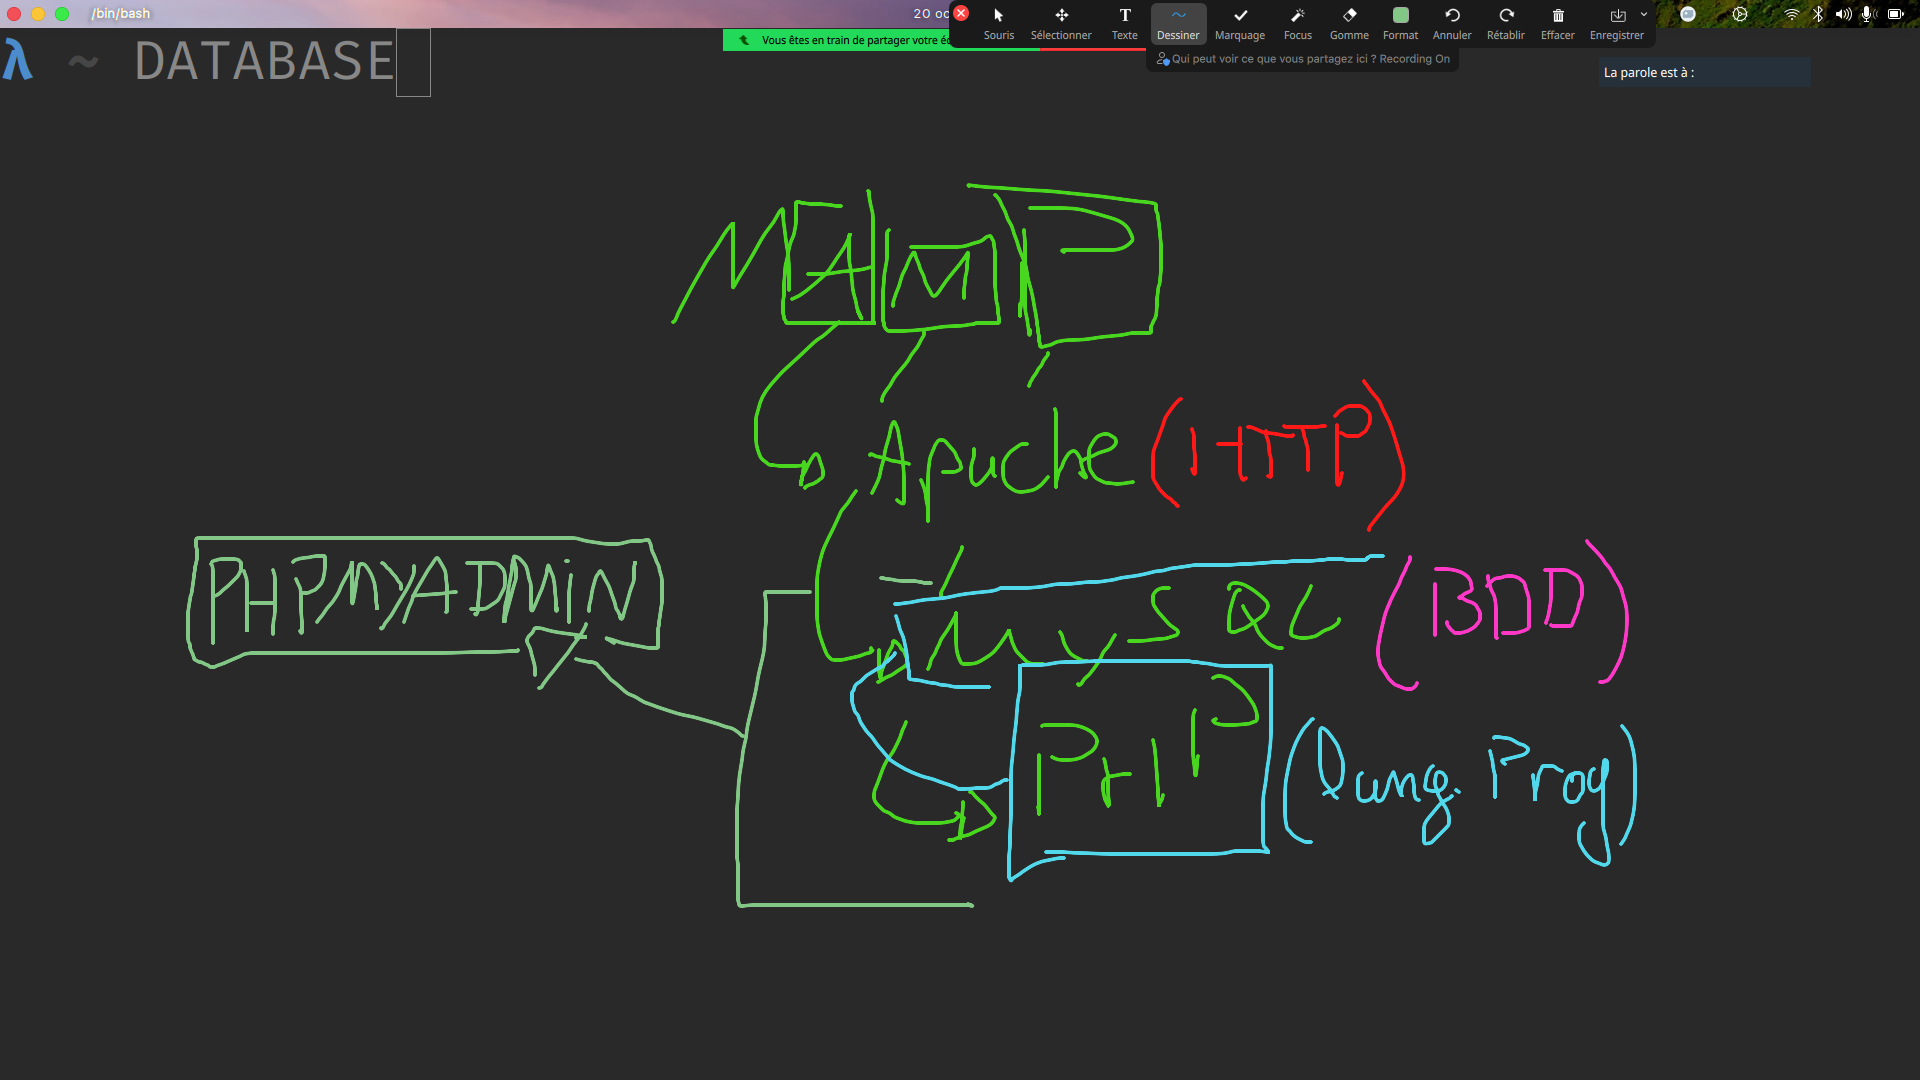 /bin/bash
20 oc
Souris Sélectionner Texte Dessiner Marquage Focus Gomme Format Annuler Rétablir Effacer Enregistrer
Vous êtes en train de partager votre éc
Qui peut voir ce que vous partagez ici ? Recording On
La parole est à :
λ ~ DATABASE
MAMP
Apache (HTTP)
PHPMYADMiN
MySQL (BDD)
PHP (Lang. Prog)